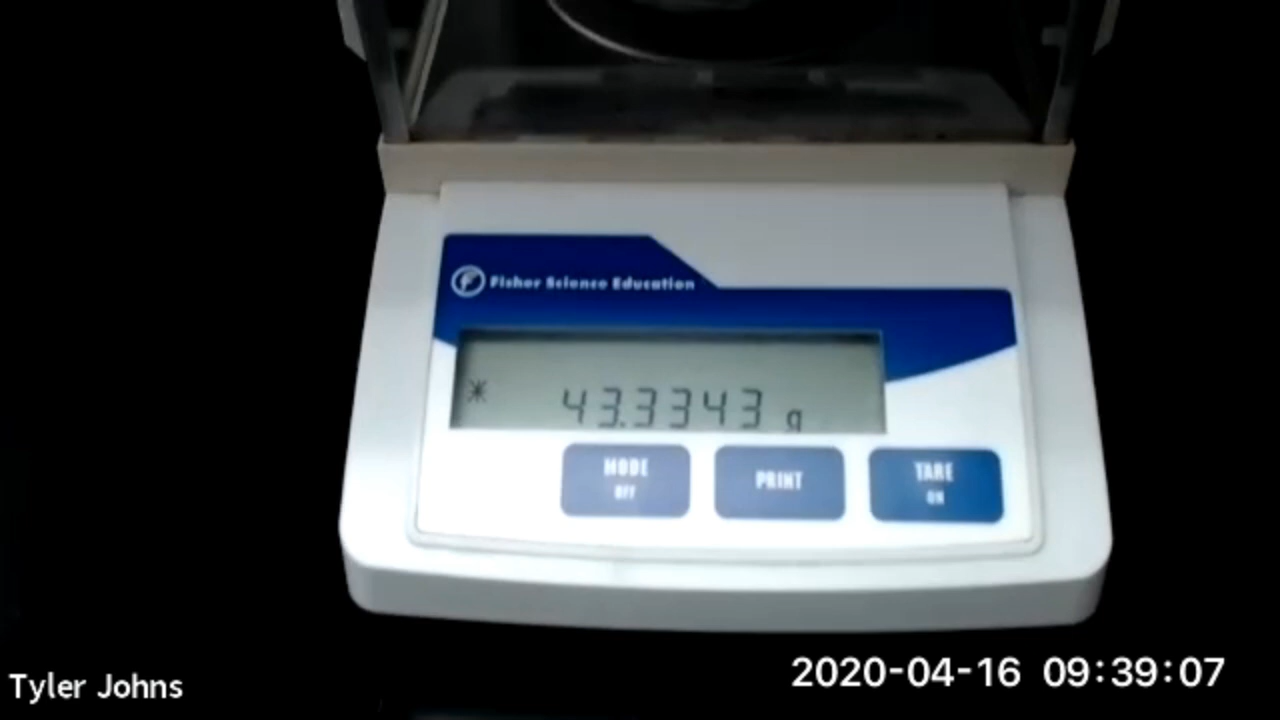 Fisher Science Education
* 43.3343 g
MODE
OFF
PRINT
TARE
ON
Tyler Johns
2020-04-16 09:39:07